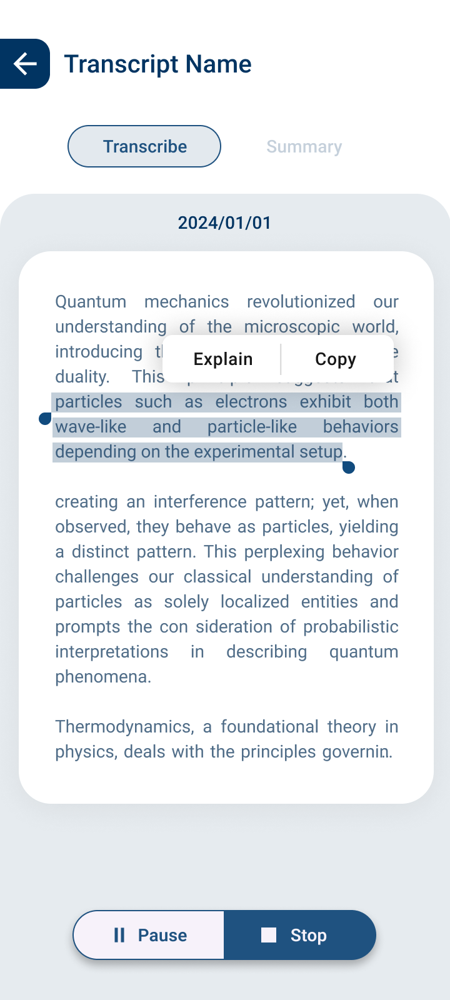 Transcript Name
Transcribe
Summary
2024/01/01
Quantum mechanics revolutionized our
understanding of the microscopic world,
introducing
duality. This
Explain
Copy
particles such as electrons exhibit both
wave-like and particle-like behaviors
depending on the experimental setup.
creating an interference pattern; yet, when
observed, they behave as particles, yielding
a distinct pattern. This perplexing behavior
challenges our classical understanding of
particles as solely localized entities and
prompts the con sideration of probabilistic
interpretations in describing quantum
phenomena.
Thermodynamics, a foundational theory in
physics, deals with the principles governin..
Pause
Stop